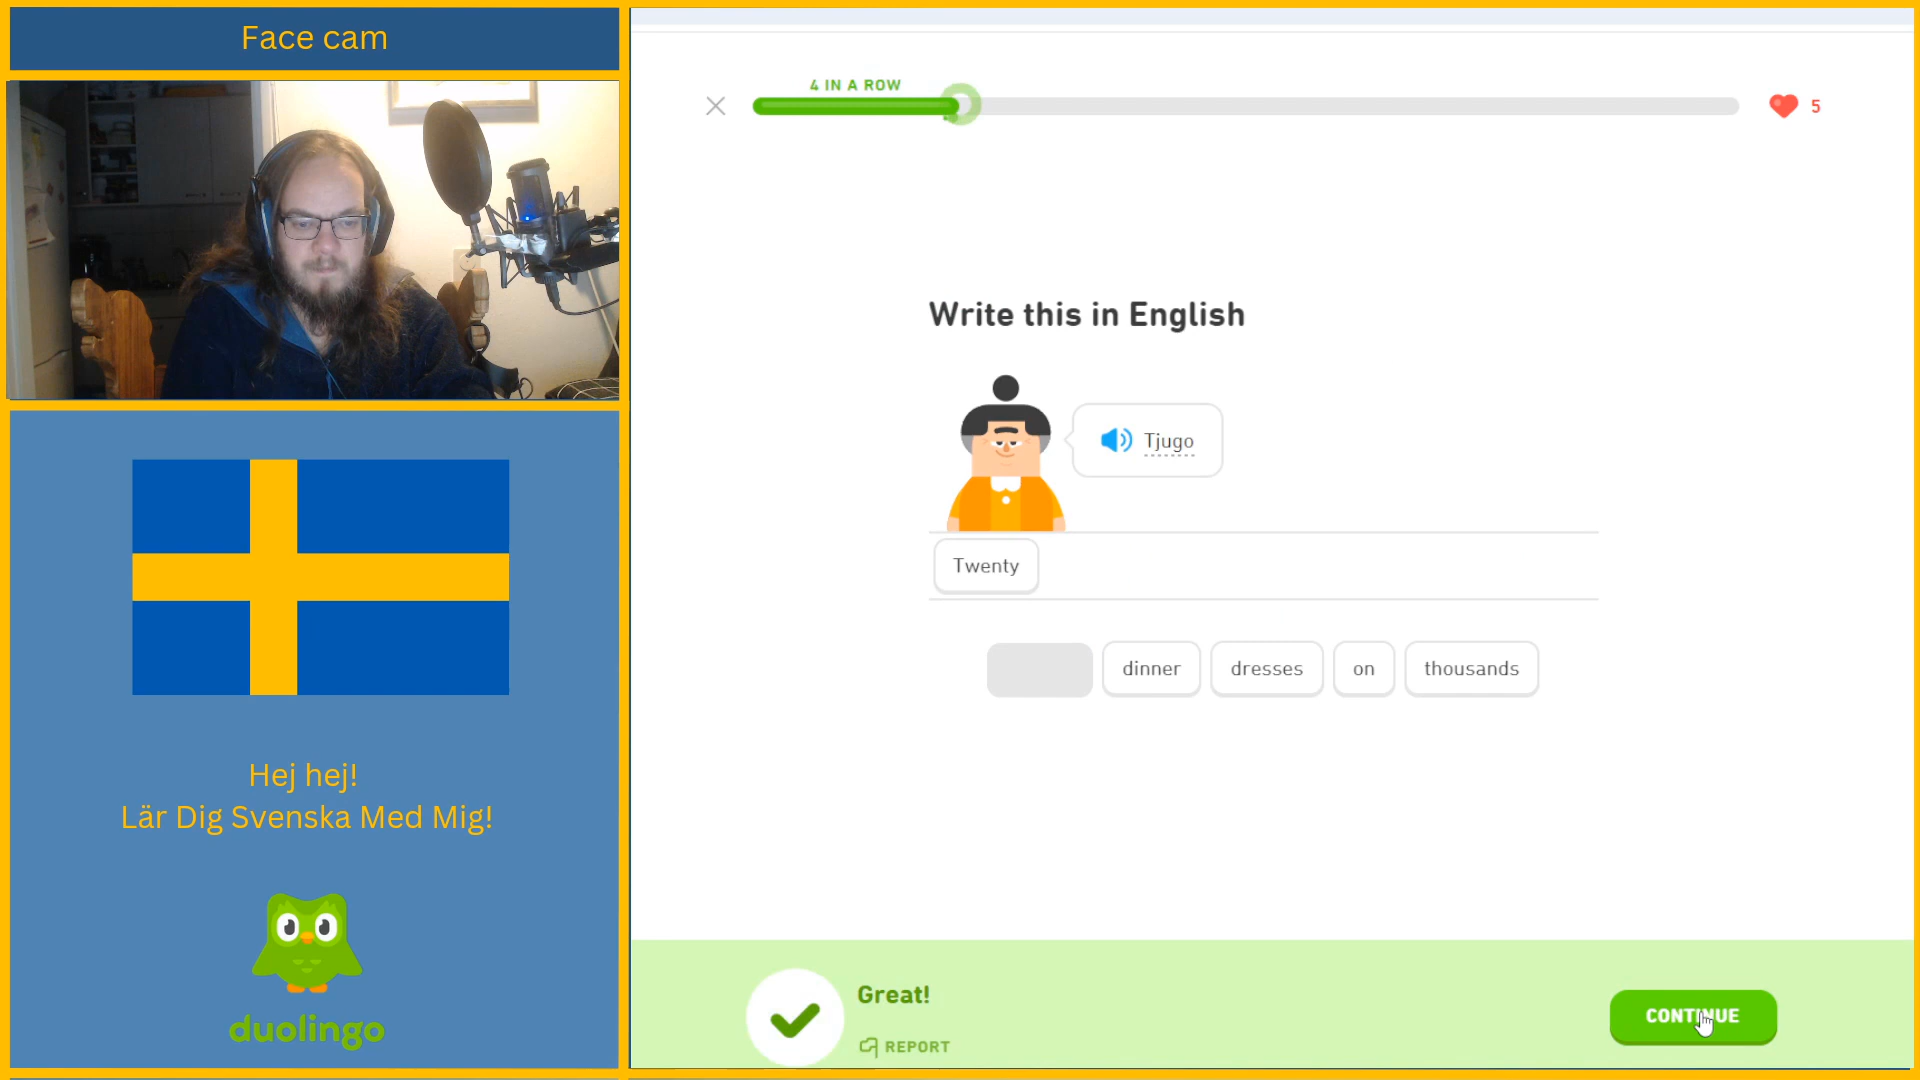 Face cam
Hej hej!
Lär Dig Svenska Med Mig!
duolingo
4 IN A ROW
5
Write this in English
Tjugo
Twenty
dinner dresses on thousands
Great!
REPORT
CONTINUE